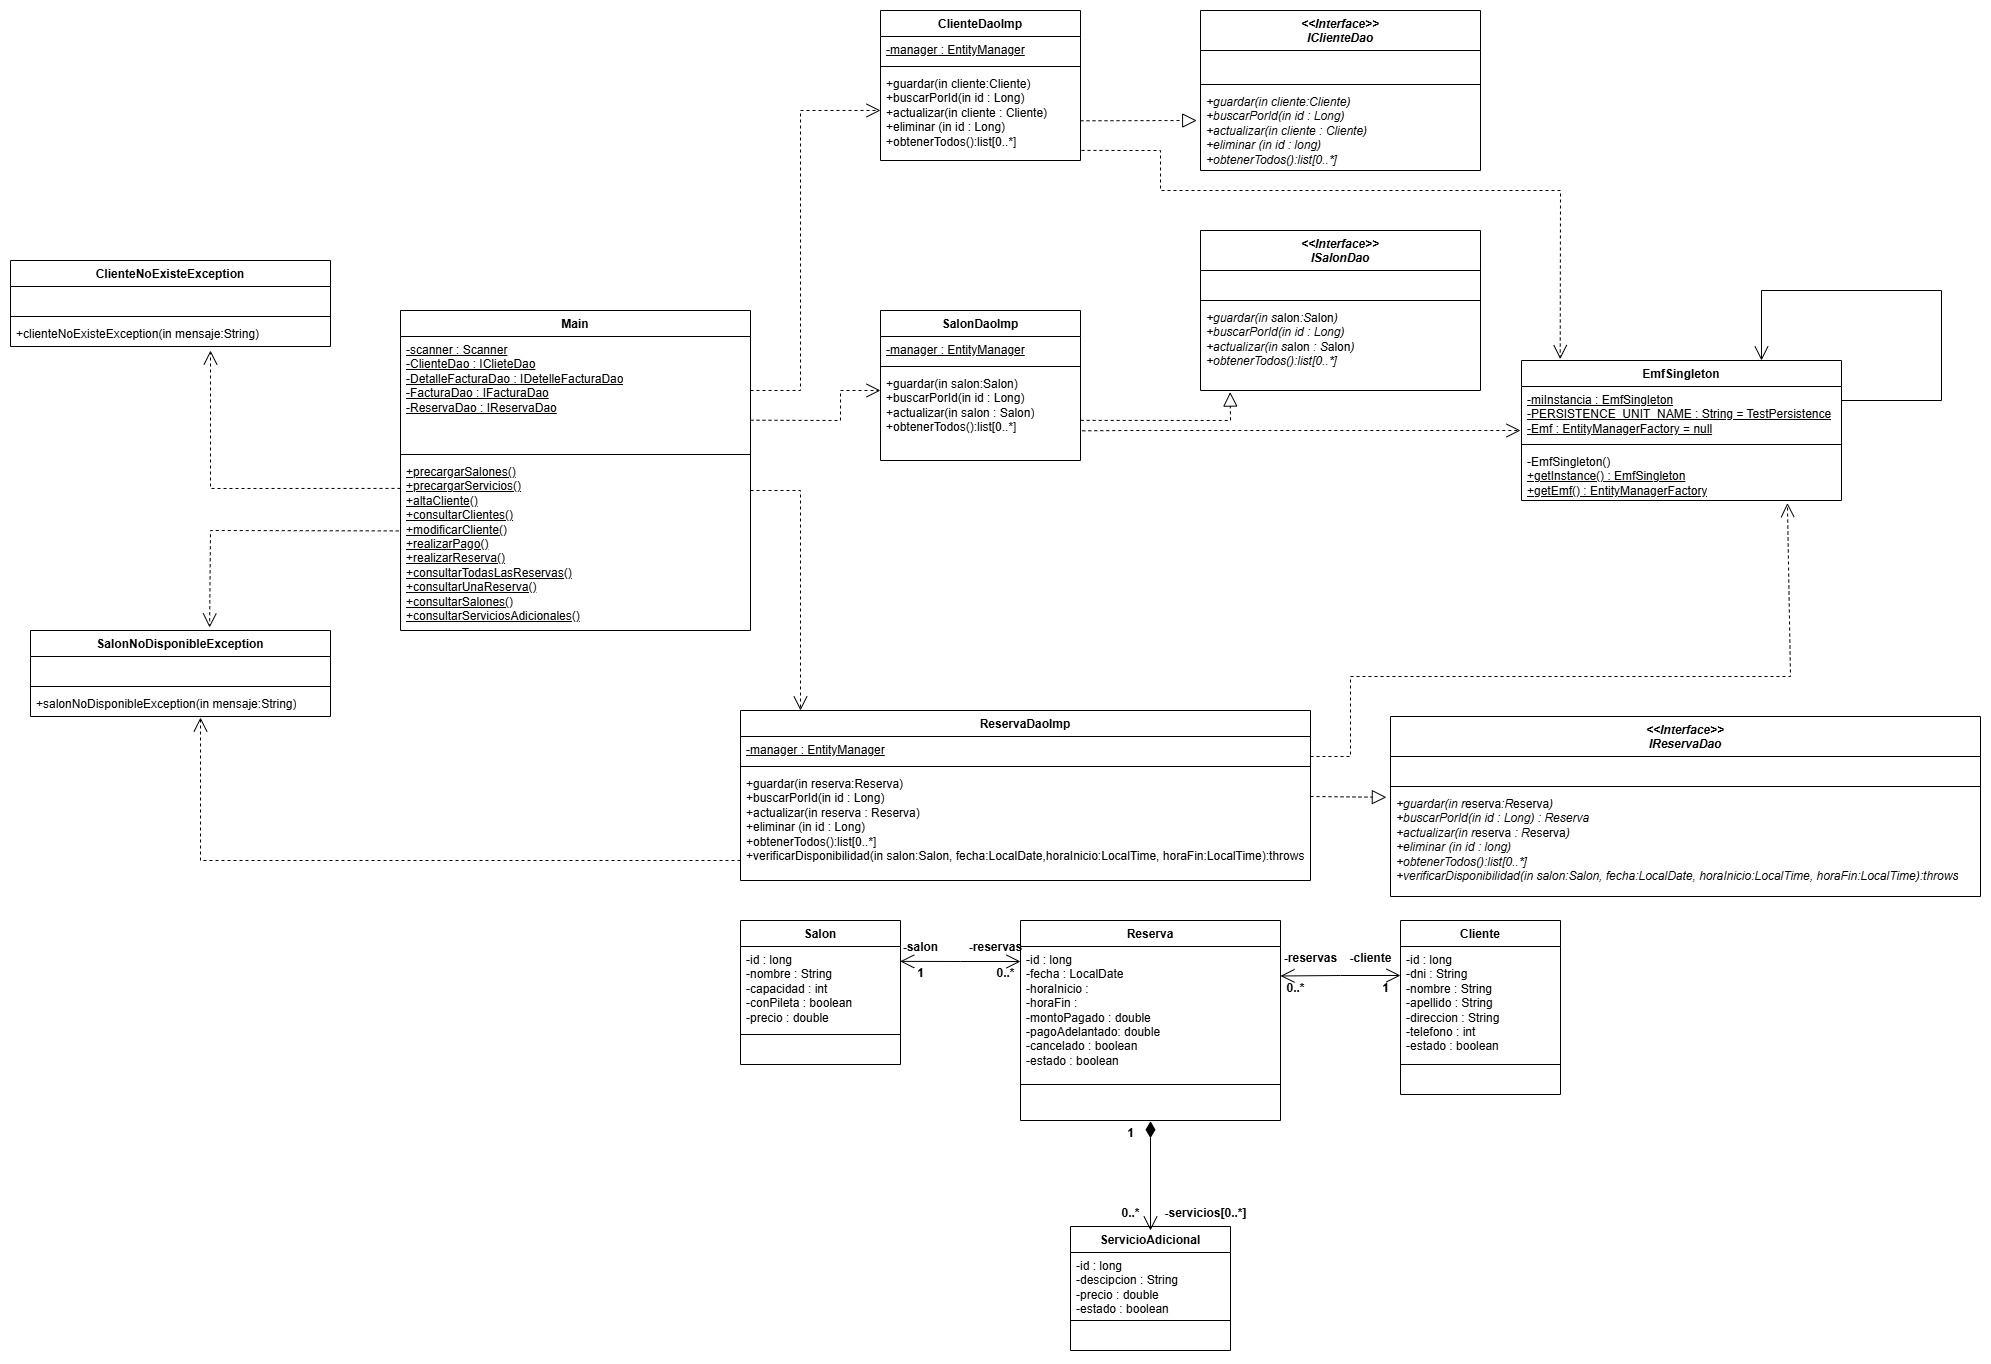 ClienteDaoImp
-manager : EntityManager
+guardar(in cliente:Cliente)
+buscarPorId(in id : Long)
+actualizar(in cliente : Cliente)
+eliminar (in id : Long)
+obtenerTodos():list[0..*]
<<Interface>>
IClienteDao
+guardar(in cliente:Cliente)
+buscarPorId(in id : Long)
+actualizar(in cliente : Cliente)
+eliminar (in id : long)
+obtenerTodos():list[0..*]
<<Interface>>
ISalonDao
+guardar(in salon:Salon)
+buscarPorId(in id : Long)
+actualizar(in salon : Salon)
+obtenerTodos():list[0..*]
ClienteNoExisteException
+clienteNoExisteException(in mensaje:String)
Main
-scanner : Scanner
-ClienteDao : IClieteDao
-DetalleFacturaDao : IDetelleFacturaDao
-FacturaDao : IFacturaDao
-ReservaDao : IReservaDao
+precargarSalones()
+precargarServicios()
+altaCliente()
+consultarClientes()
+modificarCliente()
+realizarPago()
+realizarReserva()
+consultarTodasLasReservas()
+consultarUnaReserva()
+consultarSalones()
+consultarServiciosAdicionales()
SalonDaoImp
-manager : EntityManager
+guardar(in salon:Salon)
+buscarPorId(in id : Long)
+actualizar(in salon : Salon)
+obtenerTodos():list[0..*]
EmfSingleton
-miInstancia : EmfSingleton
-PERSISTENCE_UNIT_NAME : String = TestPersistence
-Emf : EntityManagerFactory = null
-EmfSingleton()
+getInstance() : EmfSingleton
+getEmf() : EntityManagerFactory
SalonNoDisponibleException
+salonNoDisponibleException(in mensaje:String)
ReservaDaoImp
-manager : EntityManager
+guardar(in reserva:Reserva)
+buscarPorId(in id : Long)
+actualizar(in reserva : Reserva)
+eliminar (in id : Long)
+obtenerTodos():list[0..*]
+verificarDisponibilidad(in salon:Salon, fecha:LocalDate,horaInicio:LocalTime, horaFin:LocalTime):throws
<<Interface>>
IReservaDao
+guardar(in reserva:Reserva)
+buscarPorId(in id : Long) : Reserva
+actualizar(in reserva : Reserva)
+eliminar (in id : long)
+obtenerTodos():list[0..*]
+verificarDisponibilidad(in salon:Salon, fecha:LocalDate, horaInicio:LocalTime, horaFin:LocalTime):throws
Salon
-id : long
-nombre : String
-capacidad : int
-conPileta : boolean
-precio : double
-salon
-reservas
1
0..*
Reserva
-id : long
-fecha : LocalDate
-horaInicio :
-horaFin :
-montoPagado : double
-pagoAdelantado: double
-cancelado : boolean
-estado : boolean
-reservas
-cliente
0..*
1
Cliente
-id : long
-dni : String
-nombre : String
-apellido : String
-direccion : String
-telefono : int
-estado : boolean
1
0..*
-servicios[0..*]
ServicioAdicional
-id : long
-descipcion : String
-precio : double
-estado : boolean